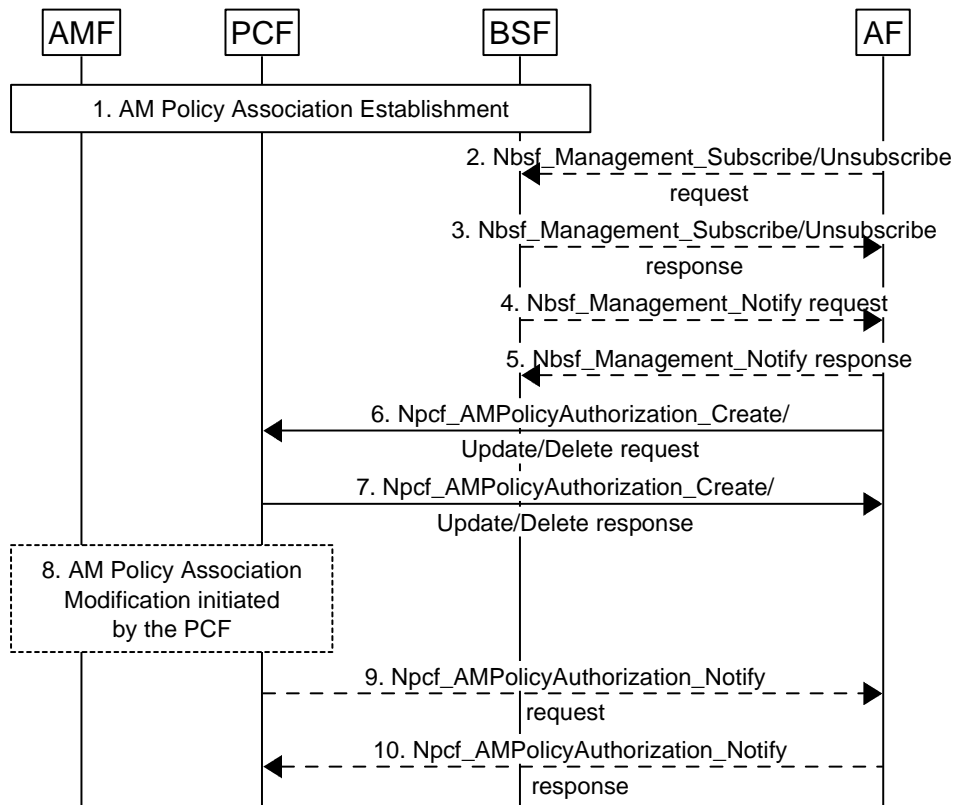 AMF PCF BSF AF
1. AM Policy Association Establishment
2. Nbsf_Management_Subscribe/Unsubscribe
request
3. Nbsf_Management_Subscribe/Unsubscribe
response
4. Nbsf_Management_Notify request
5. Nbsf_Management_Notify response
6. Npcf_AMPolicyAuthorization_Create/
Update/Delete request
7. Npcf_AMPolicyAuthorization_Create/
Update/Delete response
8. AM Policy Association
Modification initiated
by the PCF
9. Npcf_AMPolicyAuthorization_Notify
request
10. Npcf_AMPolicyAuthorization_Notify
response